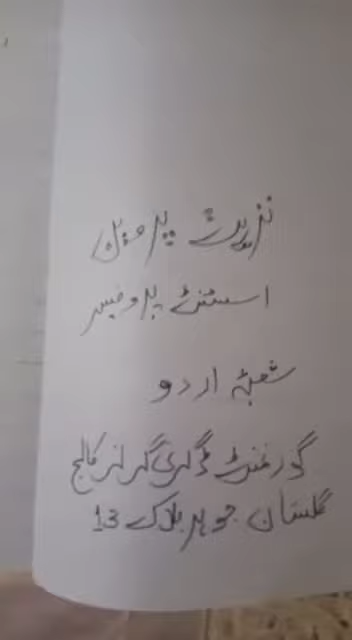 نزہت پروین
اسسٹنٹ پروفیسر
شعبۂ اردو
گورنمنٹ ڈگری گرلز کالج
گلستان جوہر بلاک 13